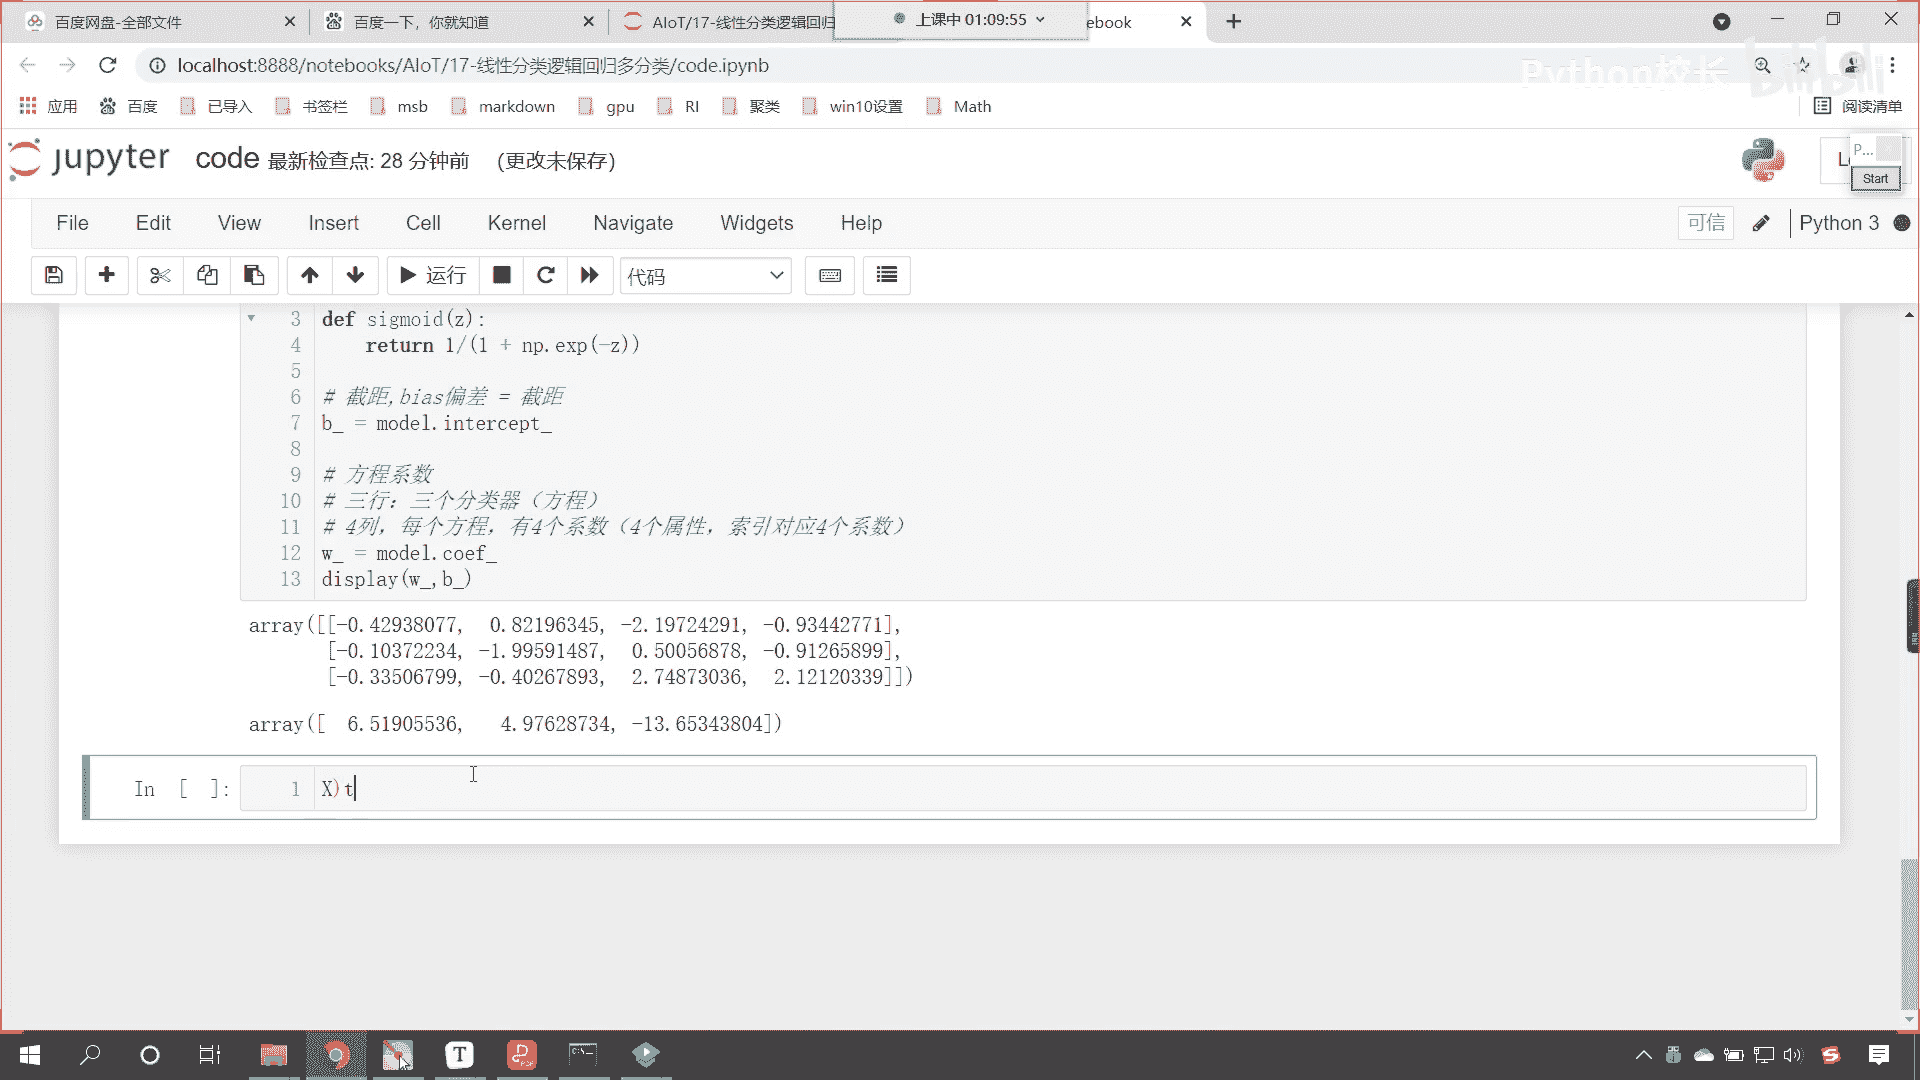 百度网盘-全部文件
百度一下，你就知道
AIoT/17-线性分类逻辑回归
上课中 01:09:55
ebook
localhost:8888/notebooks/AIoT/17-线性分类逻辑回归多分类/code.ipynb
Python校长
bilibili
应用 百度 已导入 书签栏 msb markdown gpu RI 聚类 win10设置 Math 阅读清单
jupyter code 最新检查点: 28 分钟前 (更改未保存)
P...
Start
File Edit View Insert Cell Kernel Navigate Widgets Help 可信 Python 3
运行 代码
3 def sigmoid(z):
4 return 1/(1 + np.exp(-z))
5
6 # 截距,bias偏差 = 截距
7 b_ = model.intercept_
8
9 # 方程系数
10 # 三行：三个分类器（方程）
11 # 4列，每个方程，有4个系数（4个属性，索引对应4个系数）
12 w_ = model.coef_
13 display(w_,b_)
array([[-0.42938077, 0.82196345, -2.19724291, -0.93442771],
[-0.10372234, -1.99591487, 0.50056878, -0.91265899],
[-0.33506799, -0.40267893, 2.74873036, 2.12120339]])
array([ 6.51905536, 4.97628734, -13.65343804])
In [ ]: 1 X)t